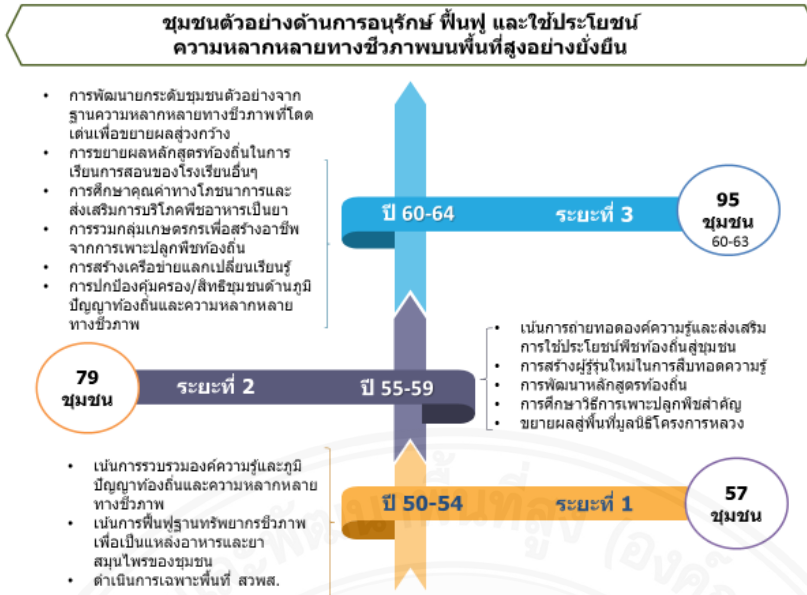 ชุมชนตัวอย่างด้านการอนุรักษ์ ฟื้นฟู และใช้ประโยชน์
ความหลากหลายทางชีวภาพบนพื้นที่สูงอย่างยั่งยืน
• การพัฒนายกระดับชุมชนตัวอย่างจาก
ฐานความหลากหลายทางชีวภาพที่โดด
เด่นเพื่อขยายผลสู่วงกว้าง
• การขยายผลหลักสูตรท้องถิ่นในการ
เรียนการสอนของโรงเรียนอื่นๆ
• การศึกษาคุณค่าทางโภชนาการและ
ส่งเสริมการบริโภคพืชอาหารเป็นยา
• การรวมกลุ่มเกษตรกรเพื่อสร้างอาชีพ
จากการเพาะปลูกพืชท้องถิ่น
• การสร้างเครือข่ายแลกเปลี่ยนเรียนรู้
• การปกป้องคุ้มครอง/สิทธิชุมชนด้านภูมิ
ปัญญาท้องถิ่นและความหลากหลาย
ทางชีวภาพ
ปี 60-64 ระยะที่ 3
95
ชุมชน
60-63
79
ชุมชน
ระยะที่ 2 ปี 55-59
• เน้นการถ่ายทอดองค์ความรู้และส่งเสริม
การใช้ประโยชน์พืชท้องถิ่นสู่ชุมชน
• การสร้างผู้รู้รุ่นใหม่ในการสืบทอดความรู้
• การพัฒนาหลักสูตรท้องถิ่น
• การศึกษาวิธีการเพาะปลูกพืชสำคัญ
• ขยายผลสู่พื้นที่มูลนิธิโครงการหลวง
• เน้นการรวบรวมองค์ความรู้และภูมิ
ปัญญาท้องถิ่นและความหลากหลาย
ทางชีวภาพ
• เน้นการฟื้นฟูฐานทรัพยากรชีวภาพ
เพื่อเป็นแหล่งอาหารและยา
สมุนไพรของชุมชน
• ดำเนินการเฉพาะพื้นที่ สวพส.
ปี 50-54 ระยะที่ 1
57
ชุมชน